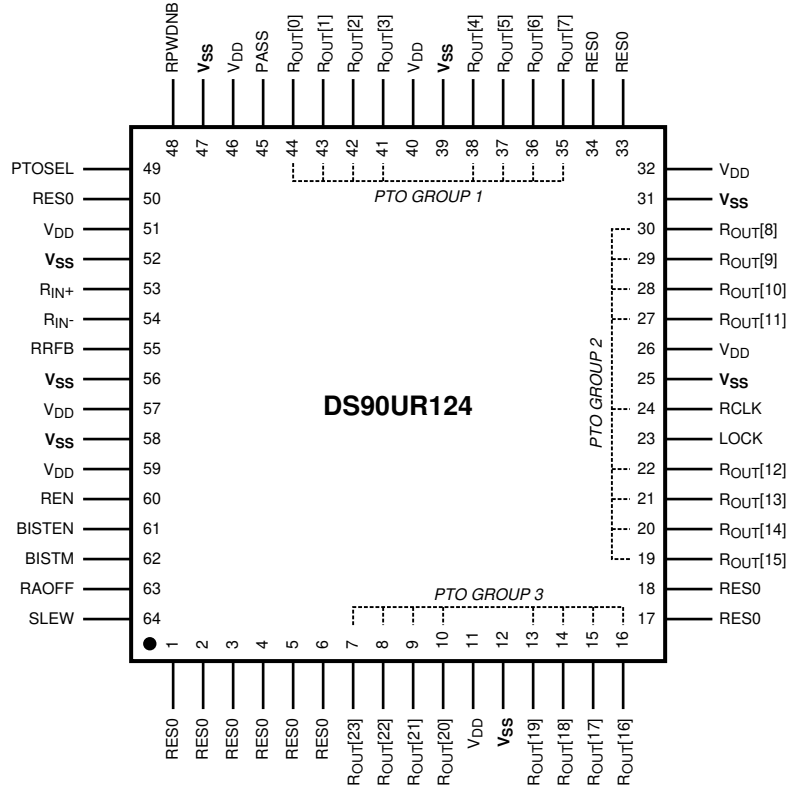 RPWDNB
VSS
VDD
PASS
ROUT[0]
ROUT[1]
ROUT[2]
ROUT[3]
VDD
VSS
ROUT[4]
ROUT[5]
ROUT[6]
ROUT[7]
RES0
RES0
48
47
46
45
44
43
42
41
40
39
38
37
36
35
34
33
PTO GROUP 1
PTOSEL 49
RES0 50
VDD 51
VSS 52
RIN+ 53
RIN- 54
RRFB 55
VSS 56
VDD 57
VSS 58
VDD 59
REN 60
BISTEN 61
BISTM 62
RAOFF 63
SLEW 64
DS90UR124
PTO GROUP 2
32 VDD
31 VSS
30 ROUT[8]
29 ROUT[9]
28 ROUT[10]
27 ROUT[11]
26 VDD
25 VSS
24 RCLK
23 LOCK
22 ROUT[12]
21 ROUT[13]
20 ROUT[14]
19 ROUT[15]
18 RES0
17 RES0
PTO GROUP 3
1
2
3
4
5
6
7
8
9
10
11
12
13
14
15
16
RES0
RES0
RES0
RES0
RES0
RES0
ROUT[23]
ROUT[22]
ROUT[21]
ROUT[20]
VDD
VSS
ROUT[19]
ROUT[18]
ROUT[17]
ROUT[16]